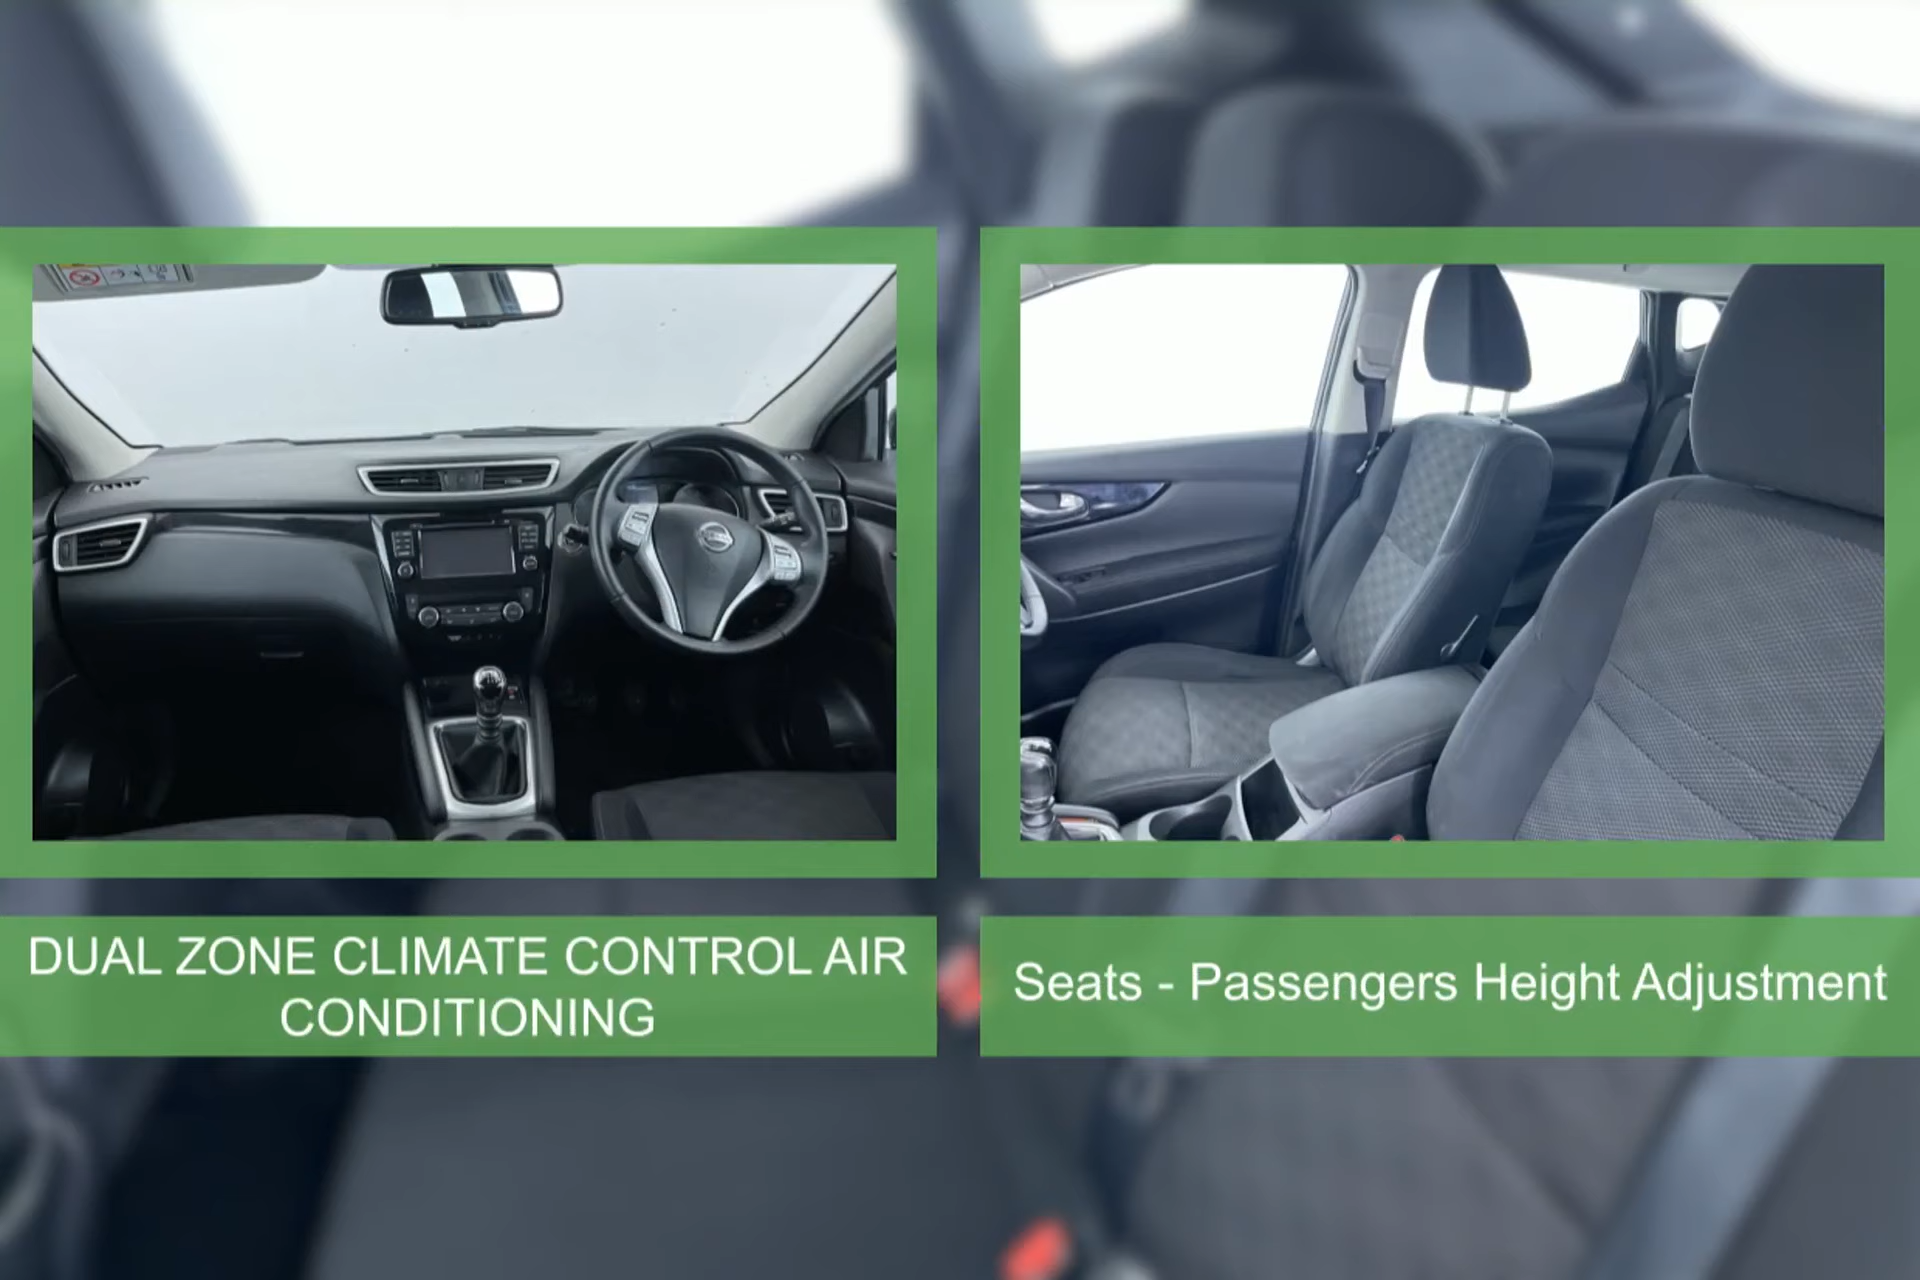 DUAL ZONE CLIMATE CONTROL AIR
CONDITIONING
Seats - Passengers Height Adjustment